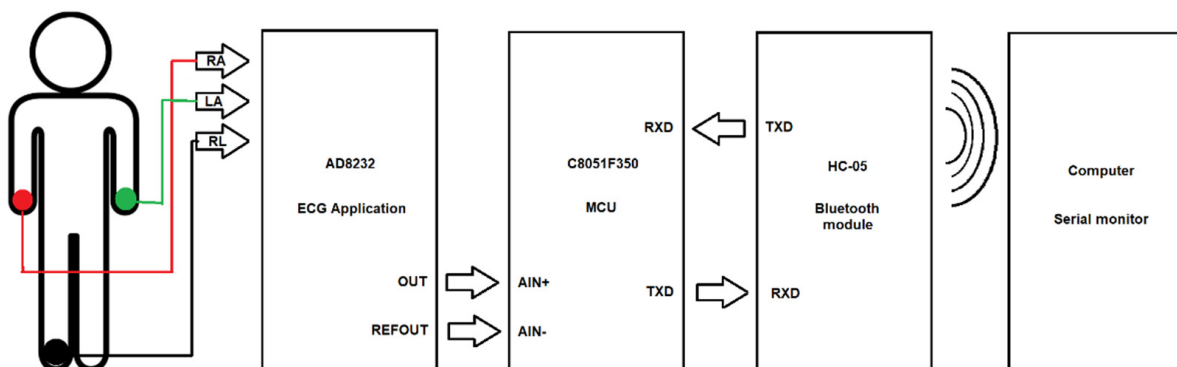 RA
LA
RL
AD8232
ECG Application
OUT
REFOUT
C8051F350
MCU
RXD
AIN+
TXD
AIN-
TXD
HC-05
Bluetooth
module
RXD
Computer
Serial monitor